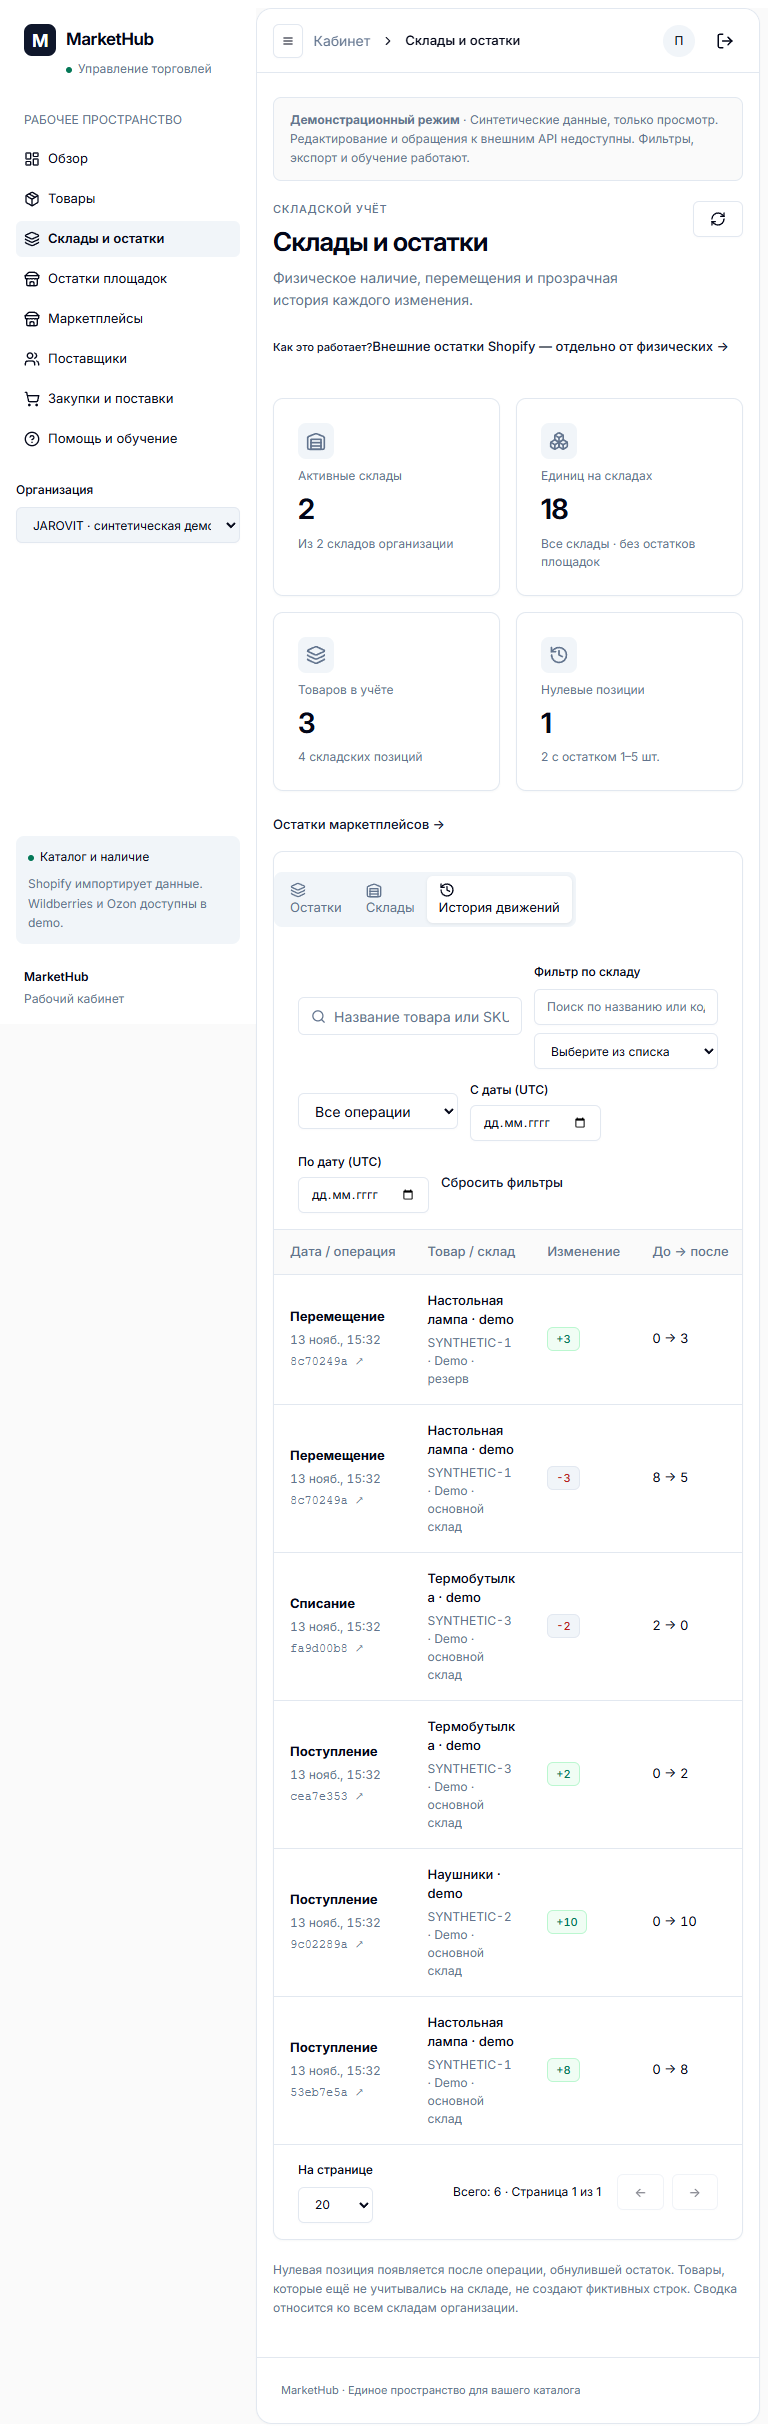 M MarketHub
Управление торговлей
РАБОЧЕЕ ПРОСТРАНСТВО
Обзор
Товары
Склады и остатки
Остатки площадок
Маркетплейсы
Поставщики
Закупки и поставки
Помощь и обучение
Организация
JAROVIT · синтетическая демо
Каталог и наличие
Shopify импортирует данные.
Wildberries и Ozon доступны в
demo.
MarketHub
Рабочий кабинет
Кабинет > Склады и остатки
П
Демонстрационный режим · Синтетические данные, только просмотр.
Редактирование и обращения к внешним API недоступны. Фильтры,
экспорт и обучение работают.
СКЛАДСКОЙ УЧЁТ
Склады и остатки
Физическое наличие, перемещения и прозрачная
история каждого изменения.
Как это работает?Внешние остатки Shopify — отдельно от физических →
Активные склады
2
Из 2 складов организации
Единиц на складах
18
Все склады · без остатков
площадок
Товаров в учёте
3
4 складских позиций
Нулевые позиции
1
2 с остатком 1–5 шт.
Остатки маркетплейсов →
Остатки
Склады
История движений
Название товара или SKU
Фильтр по складу
Поиск по названию или ко,
Выберите из списка
Все операции
С даты (UTC)
дд.мм.гггг
По дату (UTC)
дд.мм.гггг
Сбросить фильтры
Дата / операция Товар / склад Изменение До → после
Перемещение
13 нояб., 15:32
8c70249a ↗
Настольная
лампа · demo
SYNTHETIC-1
· Demo ·
резерв
+3
0 → 3
Перемещение
13 нояб., 15:32
8c70249a ↗
Настольная
лампа · demo
SYNTHETIC-1
· Demo ·
основной
склад
-3
8 → 5
Списание
13 нояб., 15:32
fa9d00b8 ↗
Термобутылк
а · demo
SYNTHETIC-3
· Demo ·
основной
склад
-2
2 → 0
Поступление
13 нояб., 15:32
cea7e353 ↗
Термобутылк
а · demo
SYNTHETIC-3
· Demo ·
основной
склад
+2
0 → 2
Поступление
13 нояб., 15:32
9c02289a ↗
Наушники ·
demo
SYNTHETIC-2
· Demo ·
основной
склад
+10
0 → 10
Поступление
13 нояб., 15:32
53eb7e5a ↗
Настольная
лампа · demo
SYNTHETIC-1
· Demo ·
основной
склад
+8
0 → 8
На странице
20
Всего: 6 · Страница 1 из 1
← →
Нулевая позиция появляется после операции, обнулившей остаток. Товары,
которые ещё не учитывались на складе, не создают фиктивных строк. Сводка
относится ко всем складам организации.
MarketHub · Единое пространство для вашего каталога